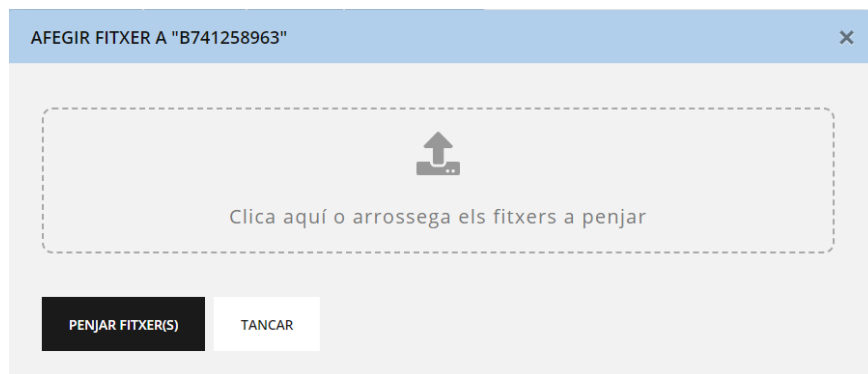 AFEGIR FITXER A "B741258963"
Clica aquí o arrossega els fitxers a penjar
PENJAR FITXER(S)
TANCAR